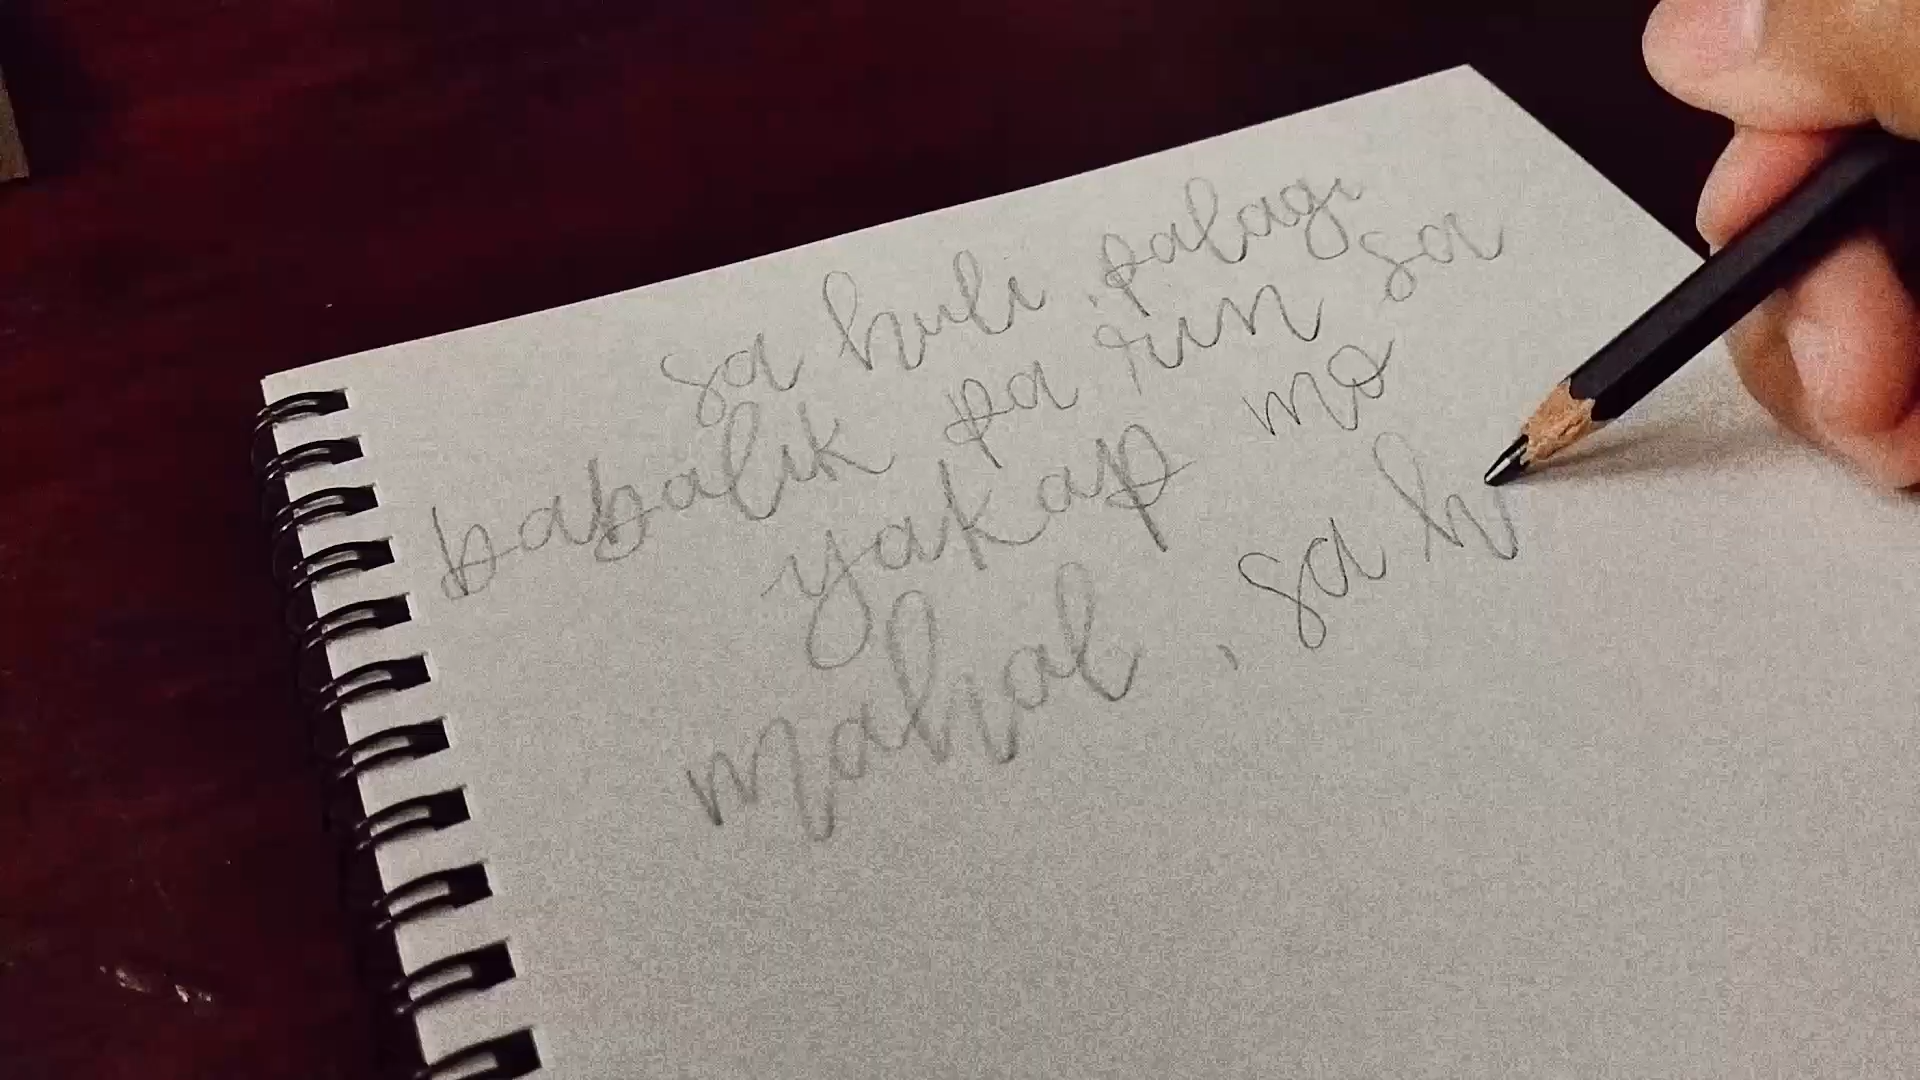 sa huli, palagi
babalik pa rin sa
yakap mo
mahal, sa h